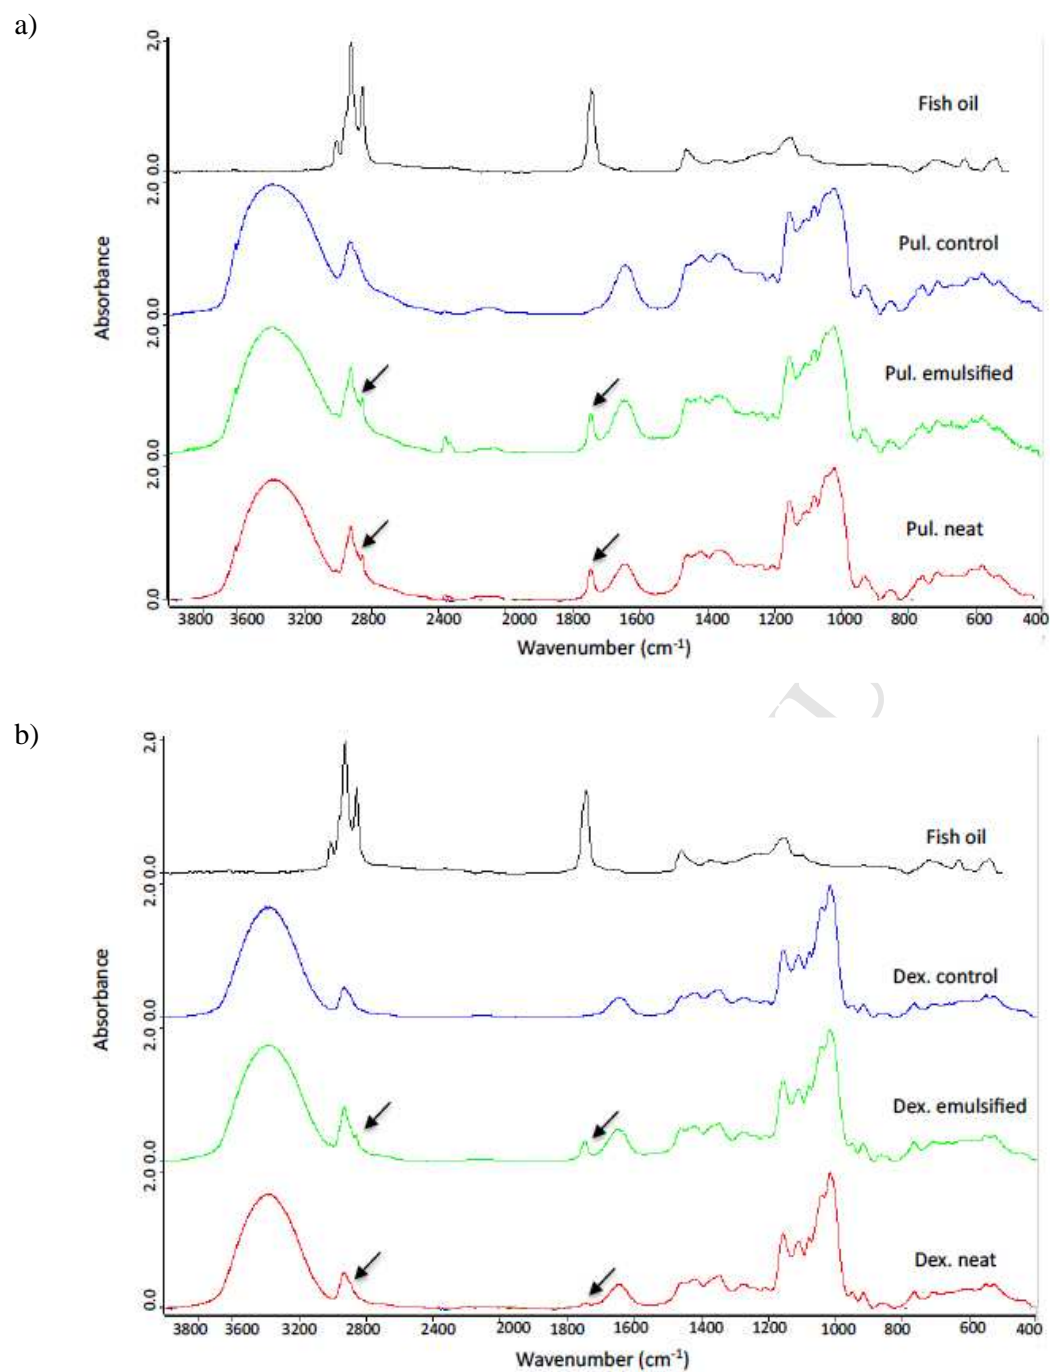 a)
2.0
Fish oil
0.0
2.0
Pul. control
Absorbance
0.0
2.0
Pul. emulsified
0.0
2.0
Pul. neat
0.0
3800 3600 3200 2800 2400 2000 1800 1600 1400 1200 1000 800 600 400
Wavenumber (cm⁻¹)
b)
2.0
Fish oil
0.0
2.0
Dex. control
Absorbance
0.0
2.0
Dex. emulsified
0.0
2.0
Dex. neat
0.0
3800 3600 3200 2800 2400 2000 1800 1600 1400 1200 1000 800 600 400
Wavenumber (cm⁻¹)